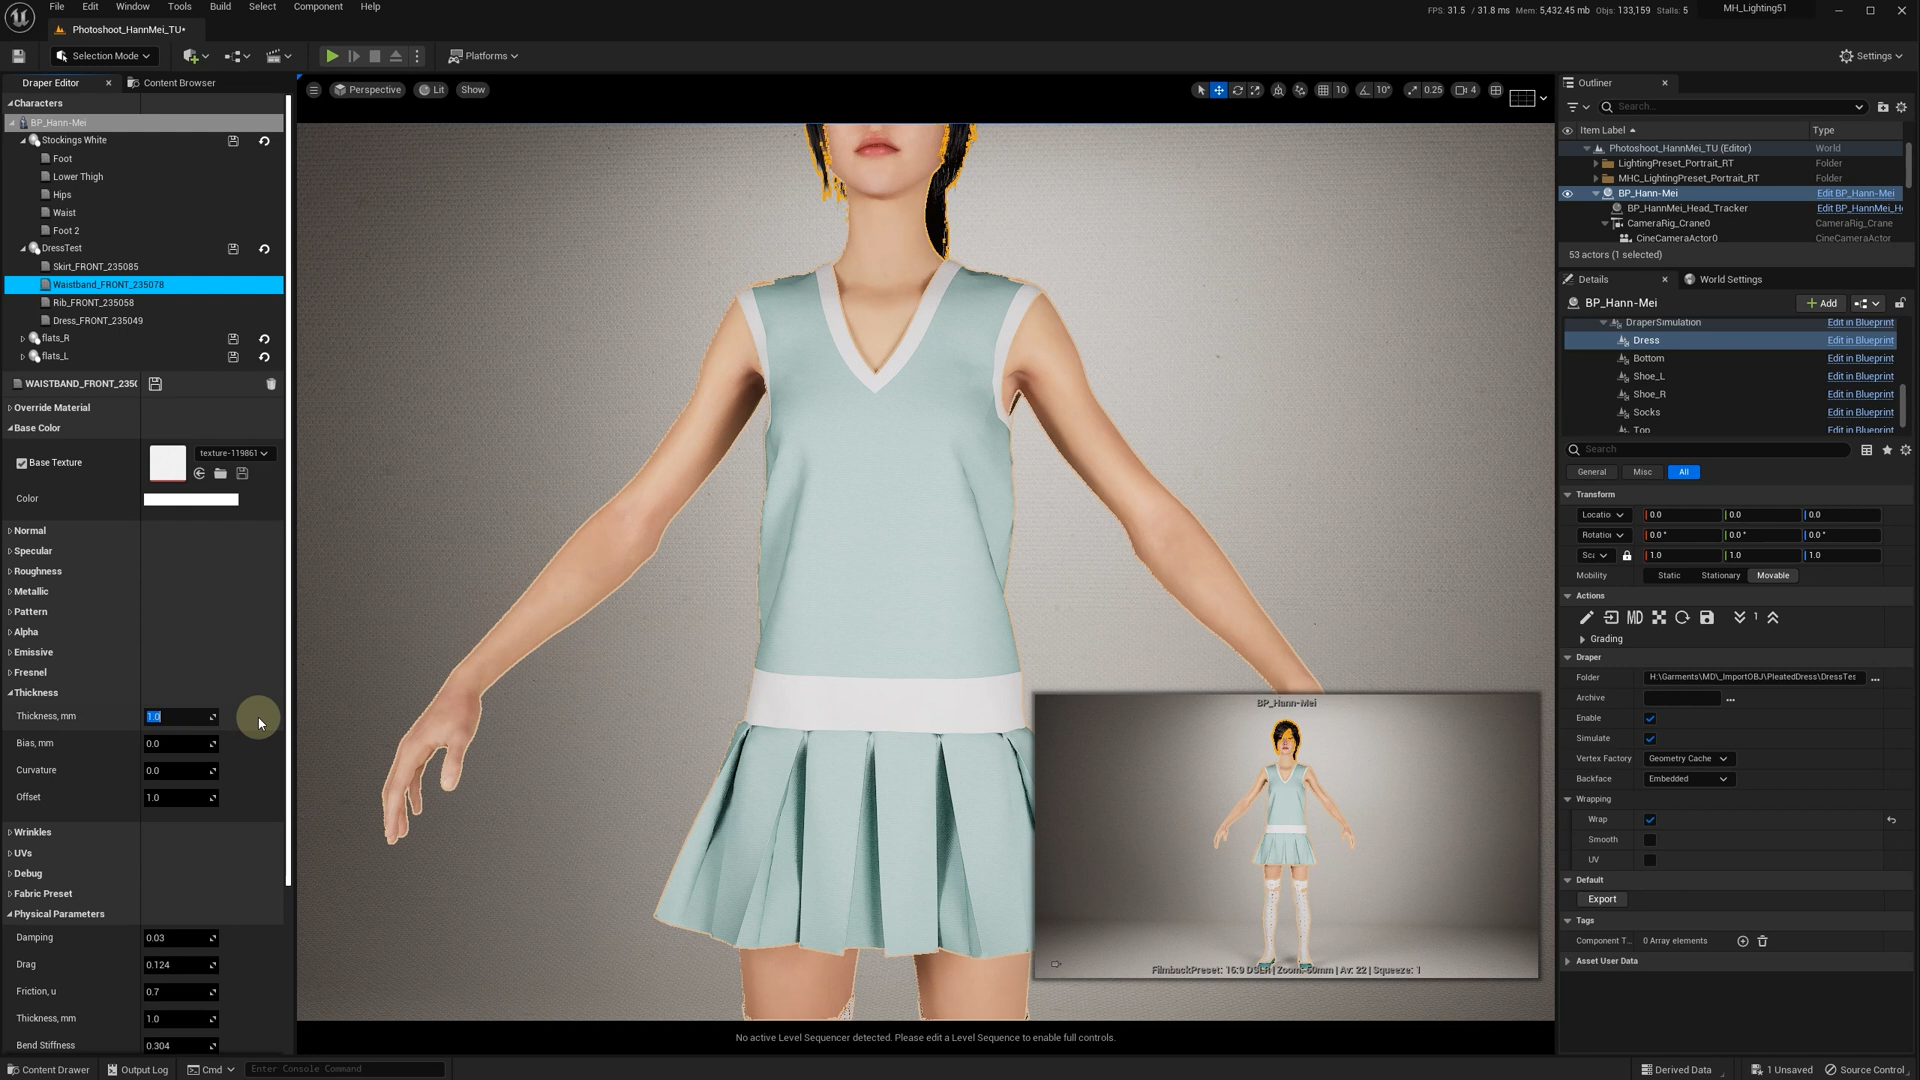 File Edit Window Tools Build Select Component Help
FPS: 31.5 / 31.8 ms Mem: 5,432.45 mb Objs: 133,159 Stalls: 5
MH_Lighting51
Photoshoot_HannMei_TU•
Selection Mode
Platforms
Settings
Draper Editor
Content Browser
Characters
BP_Hann-Mei
Stockings White
Foot
Lower Thigh
Hips
Waist
Foot 2
DressTest
Skirt_FRONT_235085
Waistband_FRONT_235078
Rib_FRONT_235058
Dress_FRONT_235049
flats_R
flats_L
WAISTBAND_FRONT_235(
Override Material
Base Color
Base Texture
texture-119861
Color
Normal
Specular
Roughness
Metallic
Pattern
Alpha
Emissive
Fresnel
Thickness
Thickness, mm 1.0
Bias, mm 0.0
Curvature 0.0
Offset 1.0
Wrinkles
UVs
Debug
Fabric Preset
Physical Parameters
Damping 0.03
Drag 0.124
Friction, u 0.7
Thickness, mm 1.0
Bend Stiffness 0.304
Perspective
Lit
Show
10
10°
0.25
4
BP_Hann-Mei
FilmbackPreset: 16:9 DSLR | Zoom: 50mm | Av: 22 | Squeeze: 1
No active Level Sequencer detected. Please edit a Level Sequence to enable full controls.
Outliner
Search...
Item Label Type
Photoshoot_HannMei_TU (Editor) World
LightingPreset_Portrait_RT Folder
MHC_LightingPreset_Portrait_RT Folder
BP_Hann-Mei Edit BP_Hann-Mei
BP_HannMei_Head_Tracker Edit BP_HannMei_H
CameraRig_Crane0 CameraRig_Crane
CineCameraActor0 CineCameraActor
53 actors (1 selected)
Details
World Settings
BP_Hann-Mei
Add
DraperSimulation Edit in Blueprint
Dress Edit in Blueprint
Bottom Edit in Blueprint
Shoe_L Edit in Blueprint
Shoe_R Edit in Blueprint
Socks Edit in Blueprint
Top Edit in Blueprint
Search
General Misc All
Transform
Locatio 0.0 0.0 0.0
Rotatio 0.0 ° 0.0 ° 0.0 °
Sca 1.0 1.0 1.0
Mobility Static Stationary Movable
Actions
MD 1
Grading
Draper
Folder H:\Garments\MD\_ImportOBJ\PleatedDress\DressTes
Archive
Enable
Simulate
Vertex Factory Geometry Cache
Backface Embedded
Wrapping
Wrap
Smooth
UV
Default
Export
Tags
Component T... 0 Array elements
Asset User Data
Content Drawer
Output Log
Cmd
Enter Console Command
Derived Data
1 Unsaved
Source Control